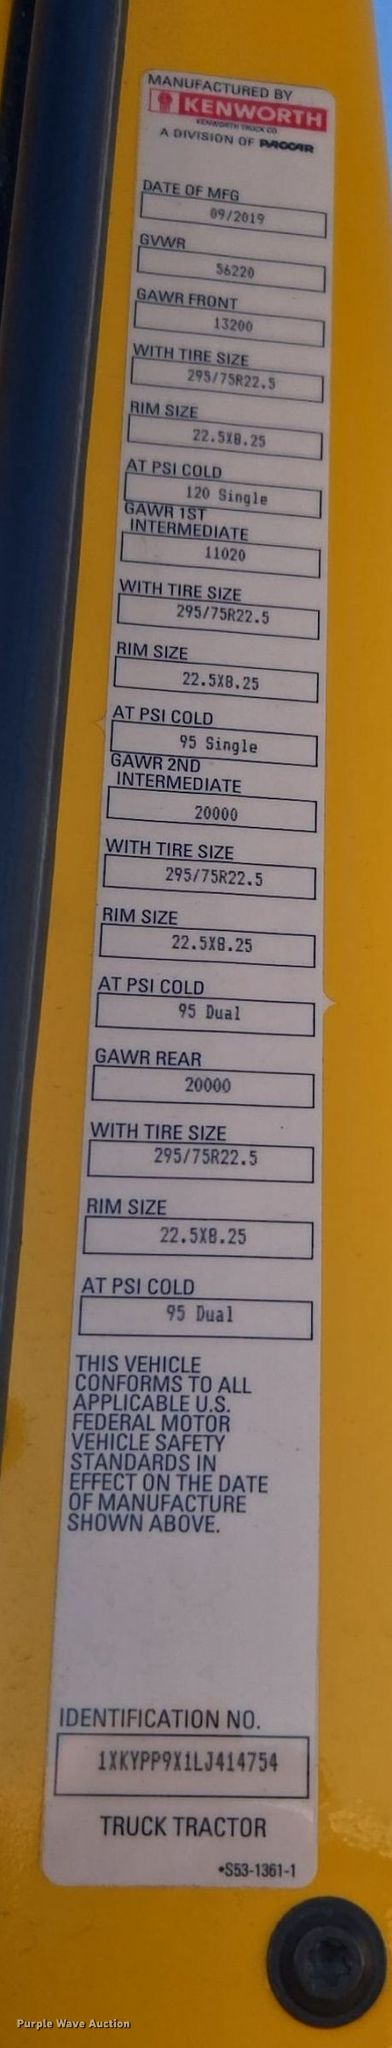 MANUFACTURED BY
KENWORTH
KENWORTH TRUCK CO.
A DIVISION OF PACCAR
DATE OF MFG
09/2019
GVWR
56220
GAWR FRONT
13200
WITH TIRE SIZE
295/75R22.5
RIM SIZE
22.5X8.25
AT PSI COLD
120 Single
GAWR 1ST
INTERMEDIATE
11020
WITH TIRE SIZE
295/75R22.5
RIM SIZE
22.5X8.25
AT PSI COLD
95 Single
GAWR 2ND
INTERMEDIATE
20000
WITH TIRE SIZE
295/75R22.5
RIM SIZE
22.5X8.25
AT PSI COLD
95 Dual
GAWR REAR
20000
WITH TIRE SIZE
295/75R22.5
RIM SIZE
22.5X8.25
AT PSI COLD
95 Dual
THIS VEHICLE
CONFORMS TO ALL
APPLICABLE U.S.
FEDERAL MOTOR
VEHICLE SAFETY
STANDARDS IN
EFFECT ON THE DATE
OF MANUFACTURE
SHOWN ABOVE.
IDENTIFICATION NO.
1XKYPP9X1LJ414754
TRUCK TRACTOR
•S53-1361-1
Purple Wave Auction